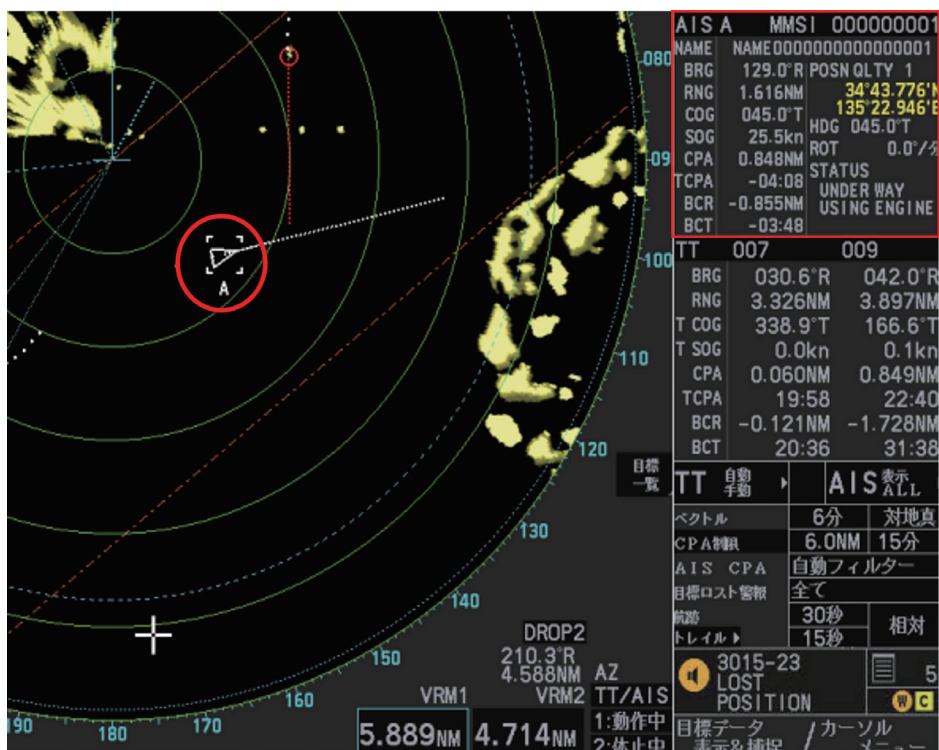 080
09
100
110
120
130
140
150
160
170
180
190
A
目標
一覧
DROP2
210.3°R
4.588NM
AZ
VRM1
VRM2
TT/AIS
5.889NM
4.714NM
1:動作中
2:休止中
AIS A MMSI 000000001
NAME NAME0000000000000001
BRG 129.0°R POSN QLTY 1
RNG 1.616NM 34°43.776'N
COG 045.0°T 135°22.946'E
SOG 25.5kn HDG 045.0°T
CPA 0.848NM ROT 0.0°/分
TCPA -04:08 STATUS
BCR -0.855NM UNDER WAY
BCT -03:48 USING ENGINE
TT 007 009
BRG 030.6°R 042.0°R
RNG 3.326NM 3.897NM
T COG 338.9°T 166.6°T
T SOG 0.0kn 0.1kn
CPA 0.060NM 0.849NM
TCPA 19:58 22:40
BCR -0.121NM -1.728NM
BCT 20:36 31:38
TT 自動手動 AIS 表示ALL
ベクトル 6分 対地真
CPA制限 6.0NM 15分
AIS CPA 自動フィルター
目標ロスト警報 全て
航跡 30秒 相対
トレイル 15秒
3015-23 5
LOST
POSITION W C
目標データ / カーソル
表示&捕捉 メニュー